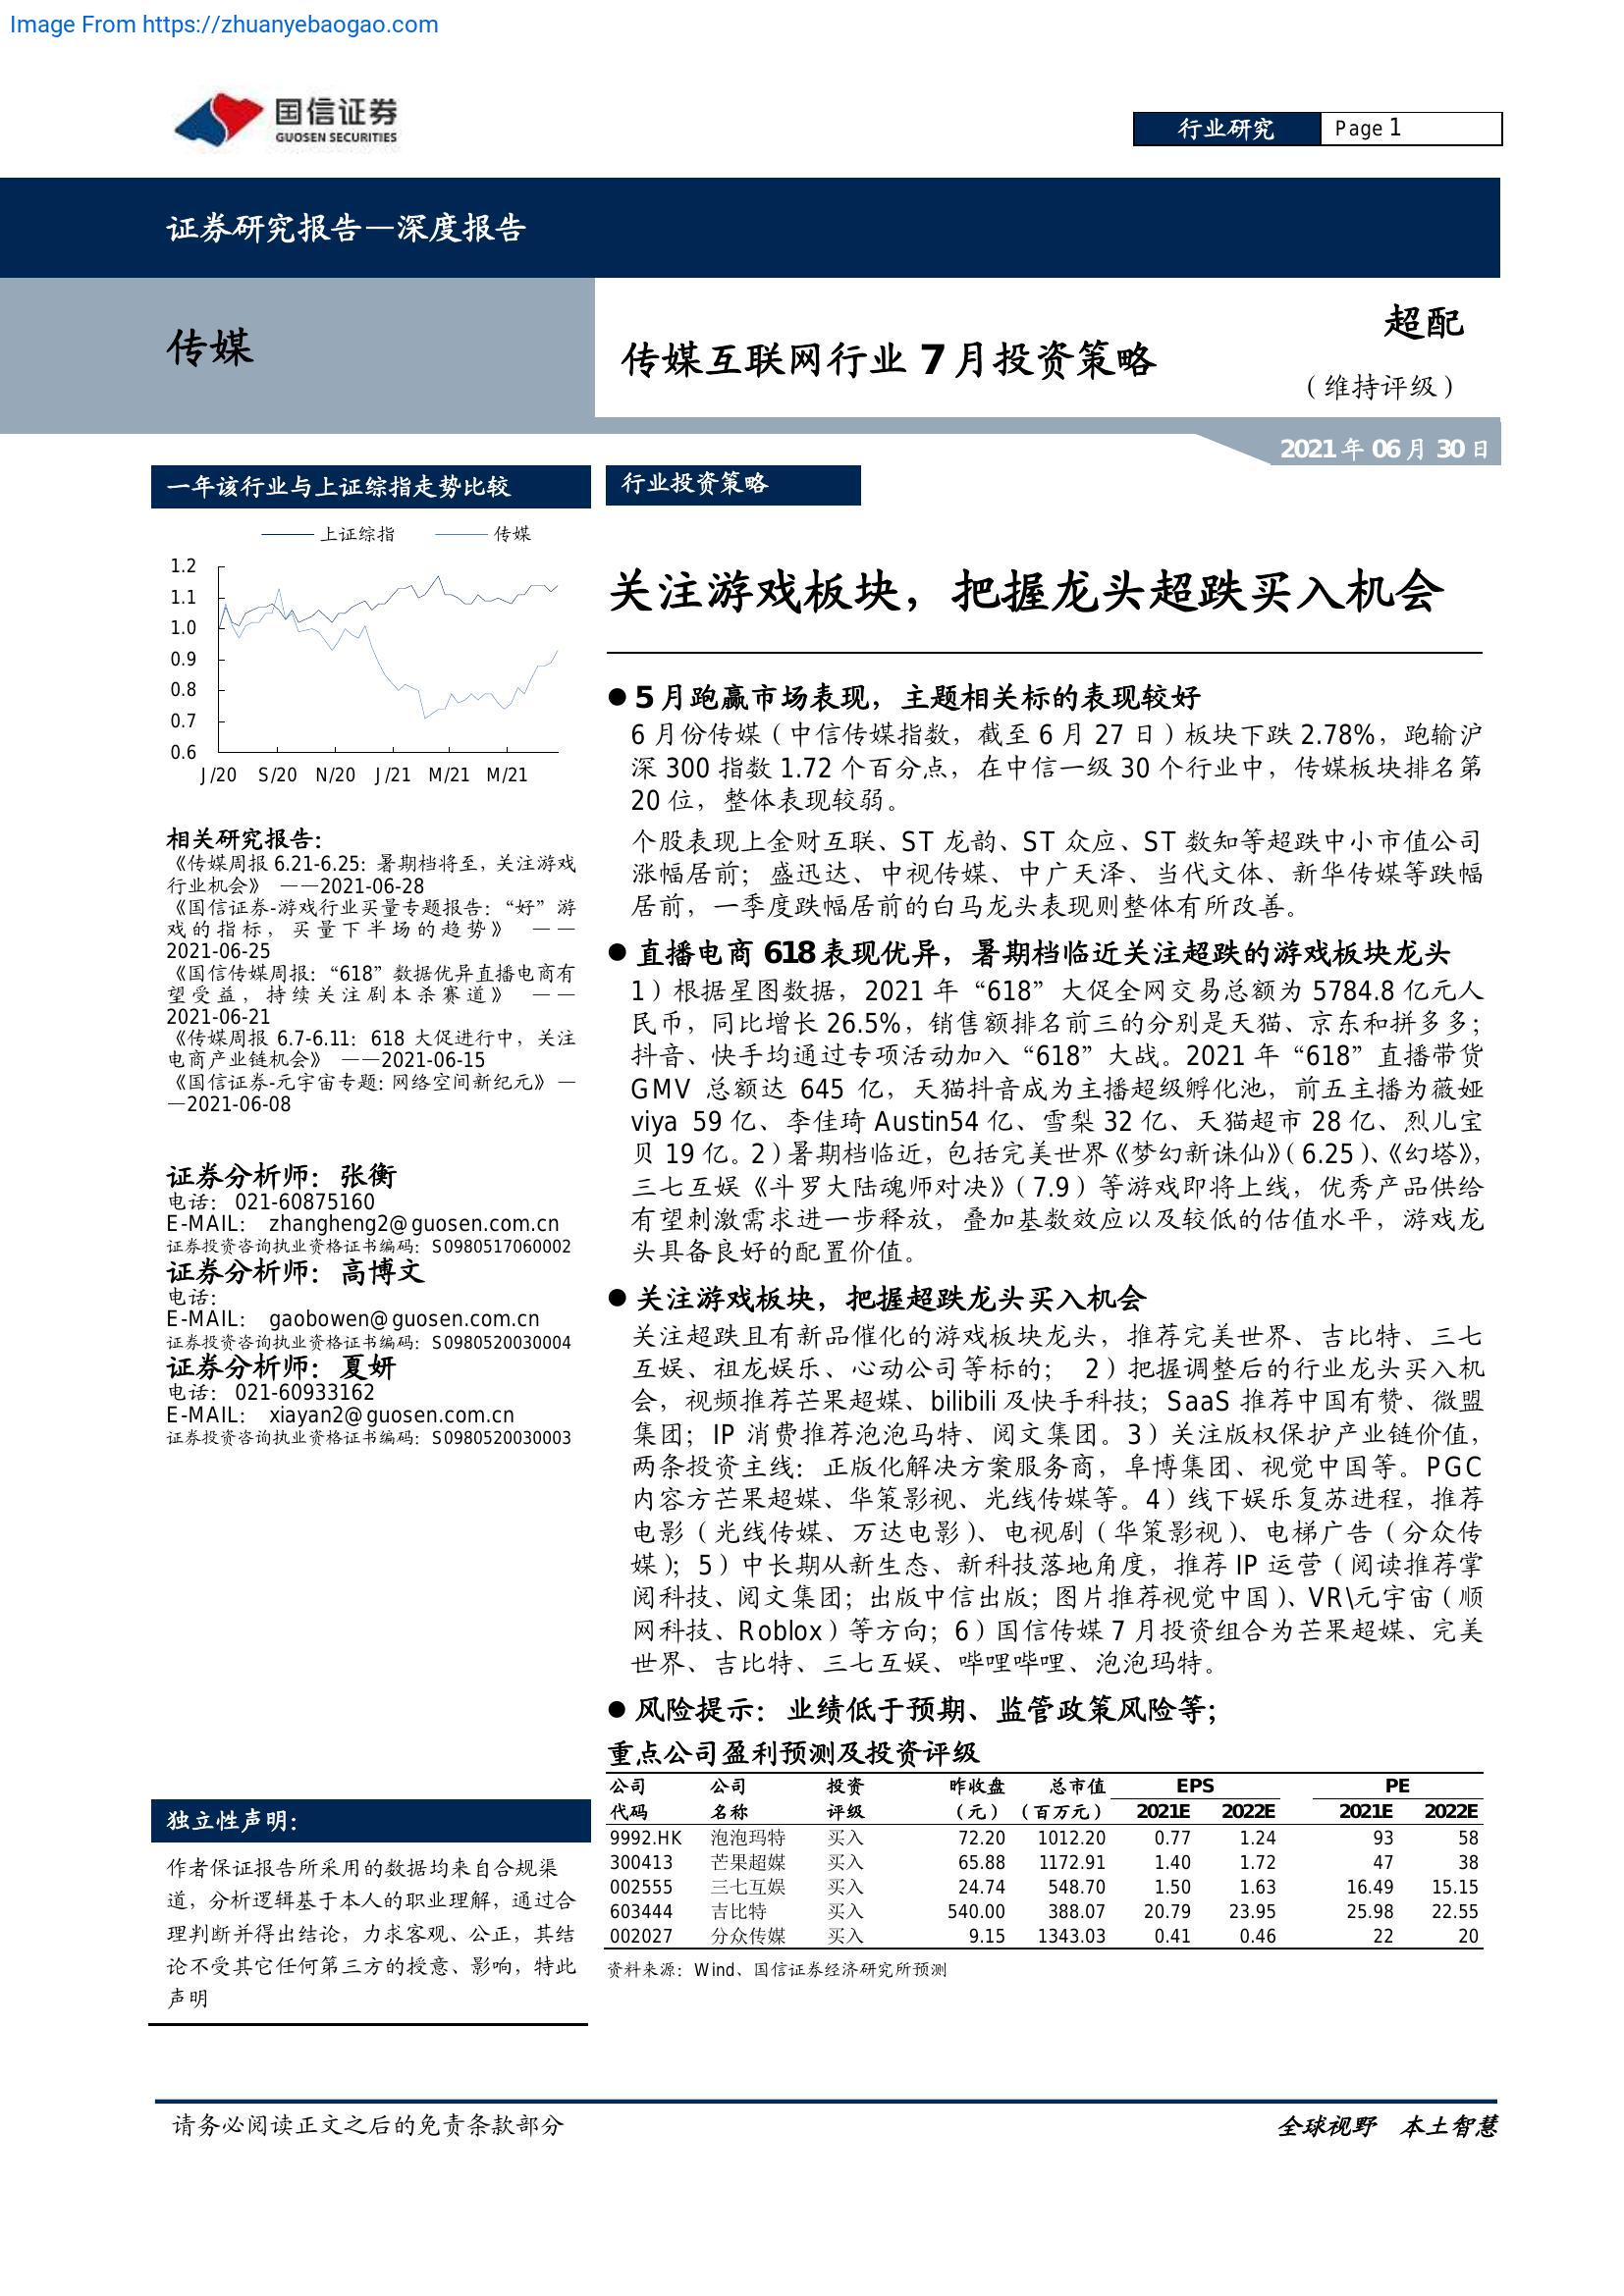 Image From https://zhuanyebaogao.com
国信证券
GUOSEN SECURITIES
行业研究
Page 1
证券研究报告—深度报告
传媒
传媒互联网行业 7 月投资策略
超配
（维持评级）
2021 年 06 月 30 日
一年该行业与上证综指走势比较
上证综指 传媒
1.2
1.1
1.0
0.9
0.8
0.7
0.6
J/20 S/20 N/20 J/21 M/21 M/21
相关研究报告：
《传媒周报 6.21-6.25：暑期档将至，关注游戏
行业机会》 ——2021-06-28
《国信证券-游戏行业买量专题报告：“好”游
戏的指标，买量下半场的趋势》 ——
2021-06-25
《国信传媒周报：“618”数据优异直播电商有
望受益，持续关注剧本杀赛道》 ——
2021-06-21
《传媒周报 6.7-6.11：618 大促进行中，关注
电商产业链机会》 ——2021-06-15
《国信证券-元宇宙专题：网络空间新纪元》—
—2021-06-08
证券分析师：张衡
电话： 021-60875160
E-MAIL： zhangheng2@guosen.com.cn
证券投资咨询执业资格证书编码：S0980517060002
证券分析师：高博文
电话：
E-MAIL： gaobowen@guosen.com.cn
证券投资咨询执业资格证书编码：S0980520030004
证券分析师：夏妍
电话： 021-60933162
E-MAIL： xiayan2@guosen.com.cn
证券投资咨询执业资格证书编码：S0980520030003
独立性声明：
作者保证报告所采用的数据均来自合规渠
道，分析逻辑基于本人的职业理解，通过合
理判断并得出结论，力求客观、公正，其结
论不受其它任何第三方的授意、影响，特此
声明
行业投资策略
关注游戏板块，把握龙头超跌买入机会
● 5 月跑赢市场表现，主题相关标的表现较好
6 月份传媒（中信传媒指数，截至 6 月 27 日）板块下跌 2.78%，跑输沪
深 300 指数 1.72 个百分点，在中信一级 30 个行业中，传媒板块排名第
20 位，整体表现较弱。
个股表现上金财互联、ST 龙韵、ST 众应、ST 数知等超跌中小市值公司
涨幅居前；盛迅达、中视传媒、中广天泽、当代文体、新华传媒等跌幅
居前，一季度跌幅居前的白马龙头表现则整体有所改善。
● 直播电商 618 表现优异，暑期档临近关注超跌的游戏板块龙头
1）根据星图数据，2021 年“618”大促全网交易总额为 5784.8 亿元人
民币，同比增长 26.5%，销售额排名前三的分别是天猫、京东和拼多多；
抖音、快手均通过专项活动加入“618”大战。2021 年“618”直播带货
GMV 总额达 645 亿，天猫抖音成为主播超级孵化池，前五主播为薇娅
viya 59 亿、李佳琦 Austin54 亿、雪梨 32 亿、天猫超市 28 亿、烈儿宝
贝 19 亿。2）暑期档临近，包括完美世界《梦幻新诛仙》（6.25）、《幻塔》，
三七互娱《斗罗大陆魂师对决》（7.9）等游戏即将上线，优秀产品供给
有望刺激需求进一步释放，叠加基数效应以及较低的估值水平，游戏龙
头具备良好的配置价值。
● 关注游戏板块，把握超跌龙头买入机会
关注超跌且有新品催化的游戏板块龙头，推荐完美世界、吉比特、三七
互娱、祖龙娱乐、心动公司等标的； 2）把握调整后的行业龙头买入机
会，视频推荐芒果超媒、bilibili 及快手科技；SaaS 推荐中国有赞、微盟
集团；IP 消费推荐泡泡马特、阅文集团。3）关注版权保护产业链价值，
两条投资主线：正版化解决方案服务商，阜博集团、视觉中国等。PGC
内容方芒果超媒、华策影视、光线传媒等。4）线下娱乐复苏进程，推荐
电影（光线传媒、万达电影）、电视剧（华策影视）、电梯广告（分众传
媒）；5）中长期从新生态、新科技落地角度，推荐 IP 运营（阅读推荐掌
阅科技、阅文集团；出版中信出版；图片推荐视觉中国）、VR\元宇宙（顺
网科技、Roblox）等方向；6）国信传媒 7 月投资组合为芒果超媒、完美
世界、吉比特、三七互娱、哔哩哔哩、泡泡玛特。
● 风险提示：业绩低于预期、监管政策风险等；
重点公司盈利预测及投资评级
公司 公司 投资 昨收盘 总市值 EPS PE
代码 名称 评级 （元） （百万元） 2021E 2022E 2021E 2022E
9992.HK 泡泡玛特 买入 72.20 1012.20 0.77 1.24 93 58
300413 芒果超媒 买入 65.88 1172.91 1.40 1.72 47 38
002555 三七互娱 买入 24.74 548.70 1.50 1.63 16.49 15.15
603444 吉比特 买入 540.00 388.07 20.79 23.95 25.98 22.55
002027 分众传媒 买入 9.15 1343.03 0.41 0.46 22 20
资料来源：Wind、国信证券经济研究所预测
请务必阅读正文之后的免责条款部分
全球视野 本土智慧